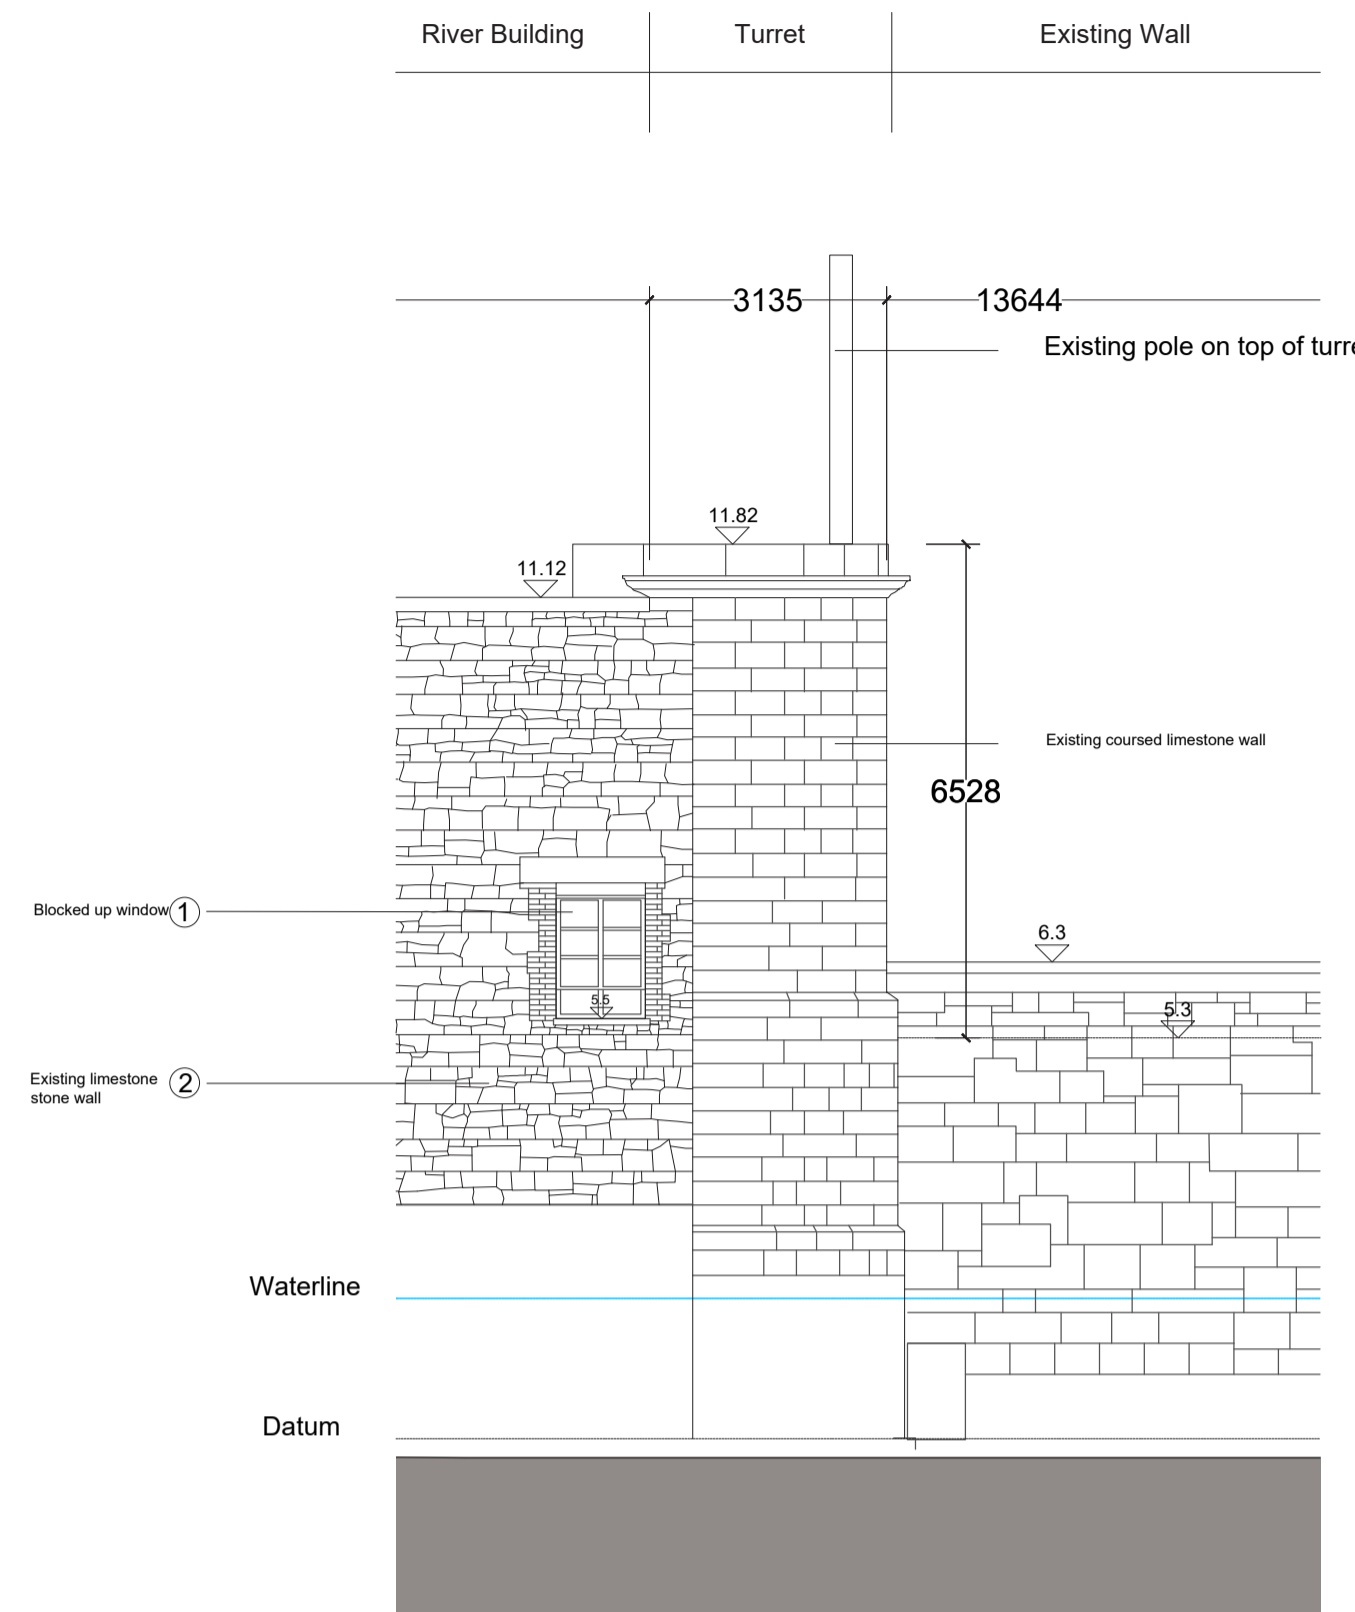 River Building
Turret
Existing Wall
3135
13644
Existing pole on top of turre
11.82
11.12
Existing coursed limestone wall
6528
Blocked up window 1
6.3
5.5
5.3
Existing limestone
stone wall
2
Waterline
Datum